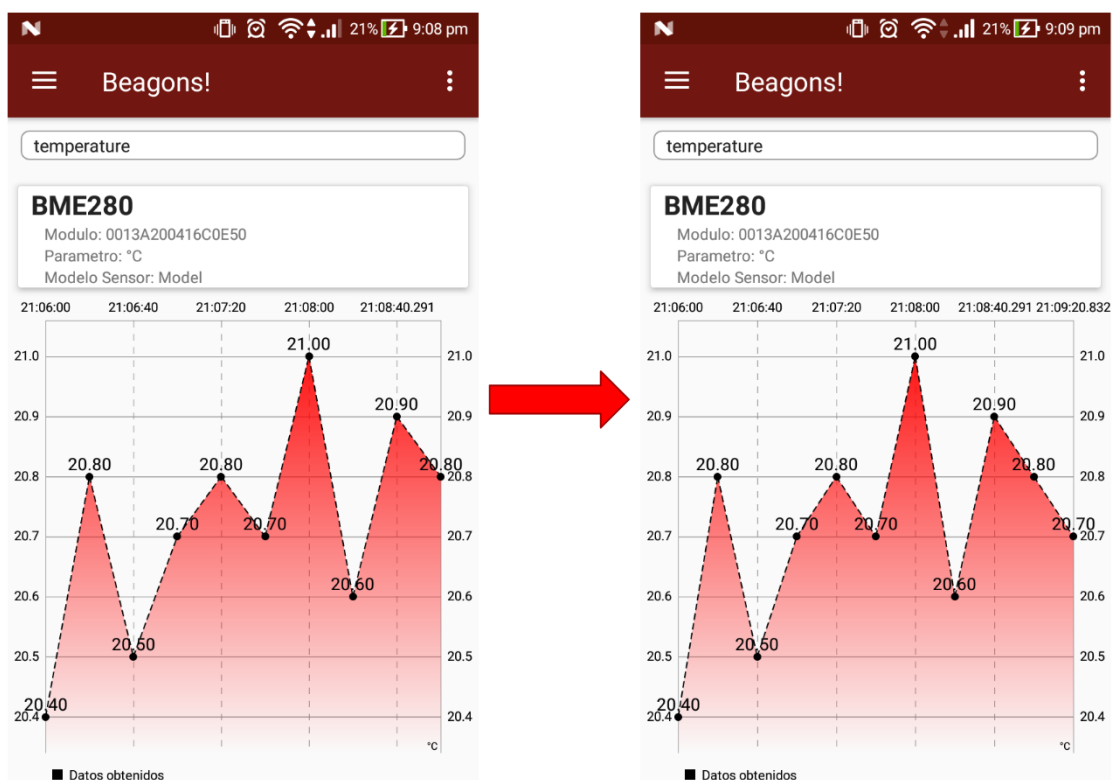 21% 9:08 pm
Beagons!
temperature
BME280
Modulo: 0013A200416C0E50
Parametro: °C
Modelo Sensor: Model
21:06:00 21:06:40 21:07:20 21:08:00 21:08:40.291
21.00
21.0 21.0
20.90
20.9 20.9
20.80 20.80 20.80
20.8
20.70 20.70
20.7 20.7
20.60
20.6 20.6
20.50
20.5 20.5
20.40
20.4 20.4
°C
Datos obtenidos
21% 9:09 pm
Beagons!
temperature
BME280
Modulo: 0013A200416C0E50
Parametro: °C
Modelo Sensor: Model
21:06:00 21:06:40 21:07:20 21:08:00 21:08:40.291 21:09:20.832
21.00
21.0 21.0
20.90
20.9 20.9
20.80 20.80 20.80
20.8 20.8
20.70 20.70 20.70
20.7 20.7
20.60
20.6 20.6
20.50
20.5 20.5
20.40
20.4 20.4
°C
Datos obtenidos